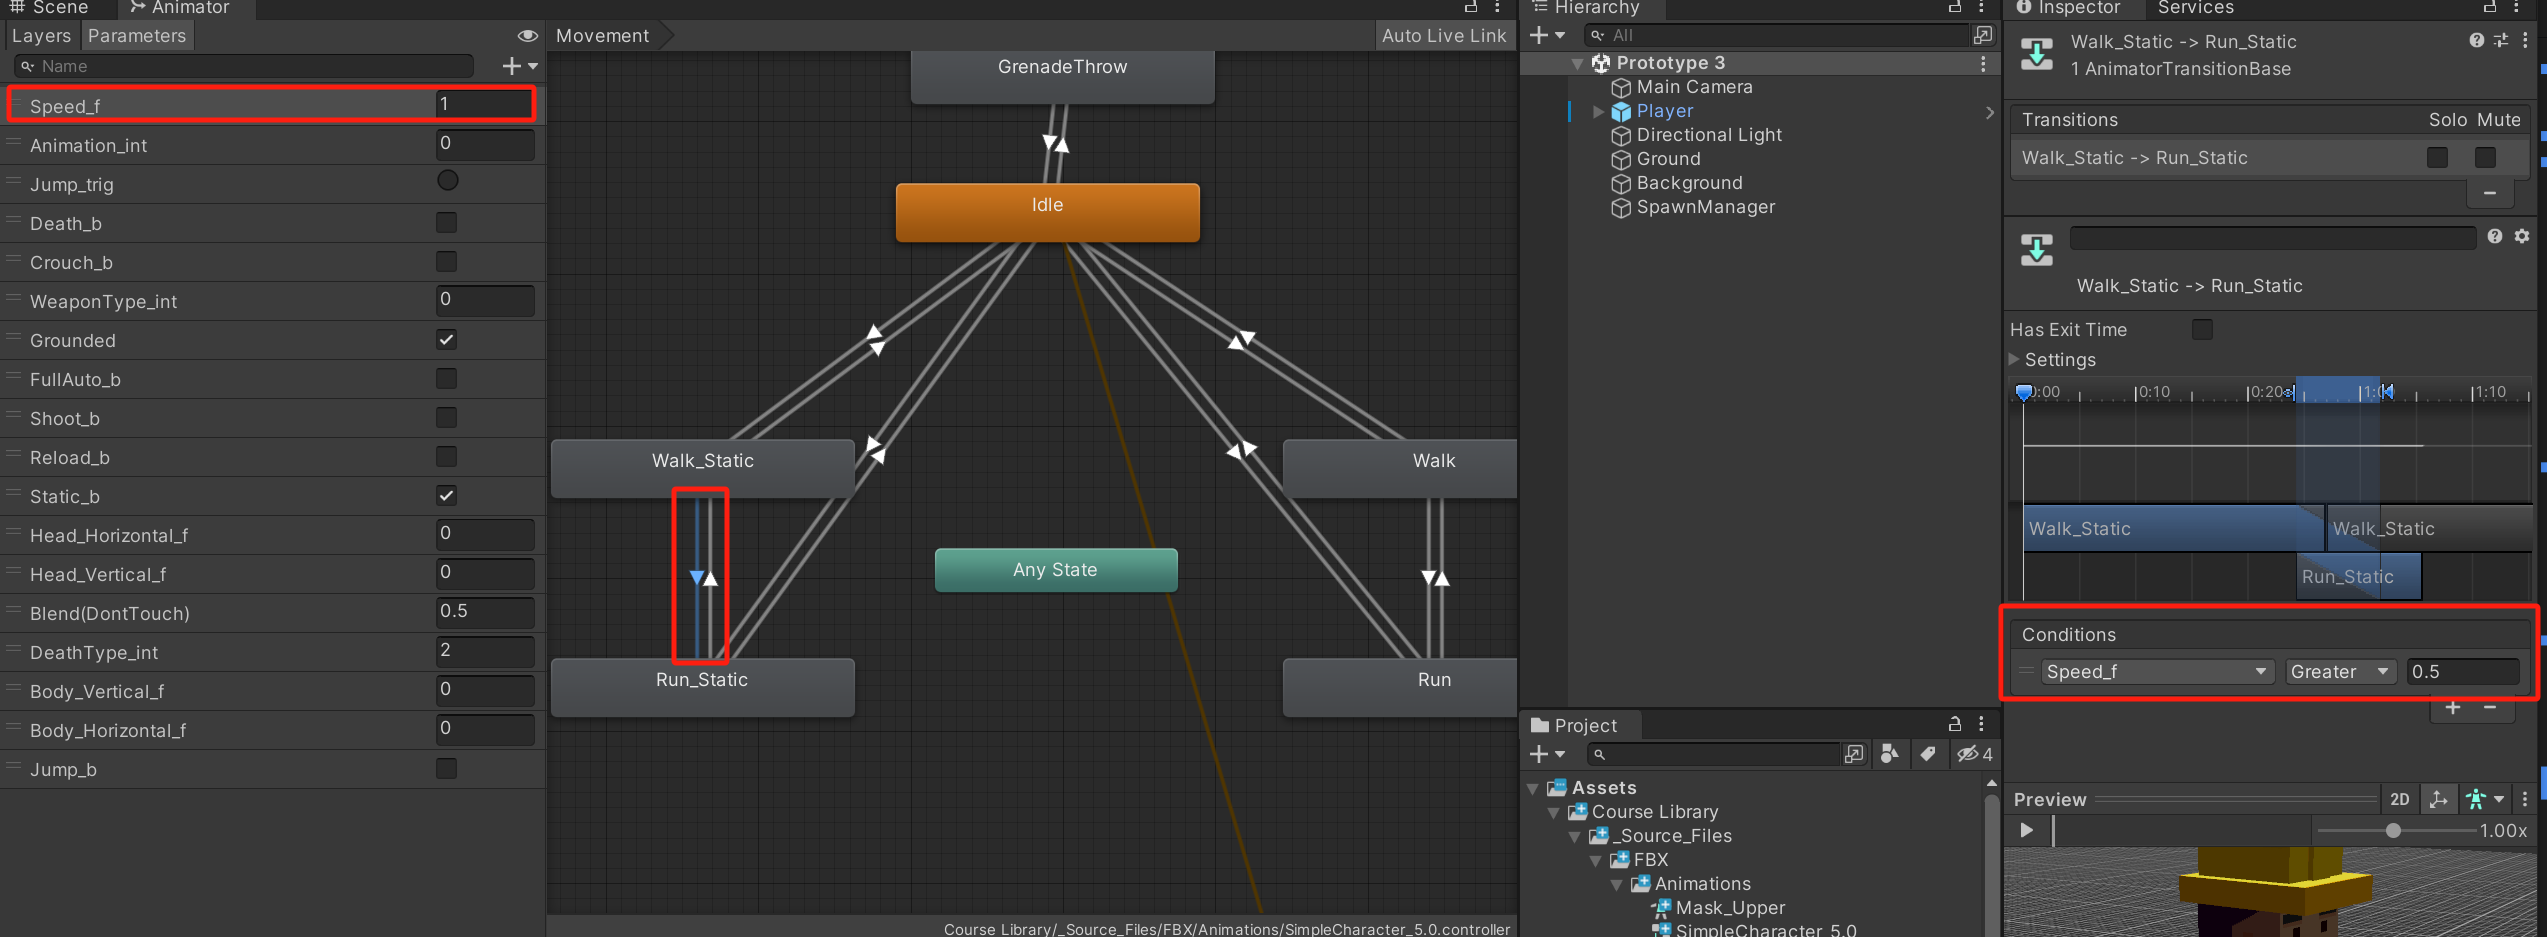 Scene
Animator
Layers
Parameters
Name
Speed_f
1
Animation_int
0
Jump_trig
Death_b
Crouch_b
WeaponType_int
0
Grounded
FullAuto_b
Shoot_b
Reload_b
Static_b
Head_Horizontal_f
0
Head_Vertical_f
0
Blend(DontTouch)
0.5
DeathType_int
2
Body_Vertical_f
0
Body_Horizontal_f
0
Jump_b
Movement
Auto Live Link
GrenadeThrow
Idle
Walk_Static
Walk
Any State
Run_Static
Run
Course Library/_Source_Files/FBX/Animations/SimpleCharacter_5.0.controller
Hierarchy
All
Prototype 3
Main Camera
Player
Directional Light
Ground
Background
SpawnManager
Project
4
Assets
Course Library
_Source_Files
FBX
Animations
Mask_Upper
SimpleCharacter_5.0
Inspector
Services
Walk_Static -> Run_Static
1 AnimatorTransitionBase
Transitions
Solo
Mute
Walk_Static -> Run_Static
Walk_Static -> Run_Static
Has Exit Time
Settings
:00
0:10
0:20
1:0
1:10
Walk_Static
Walk_Static
Run_Static
Conditions
Speed_f
Greater
0.5
Preview
2D
1.00x